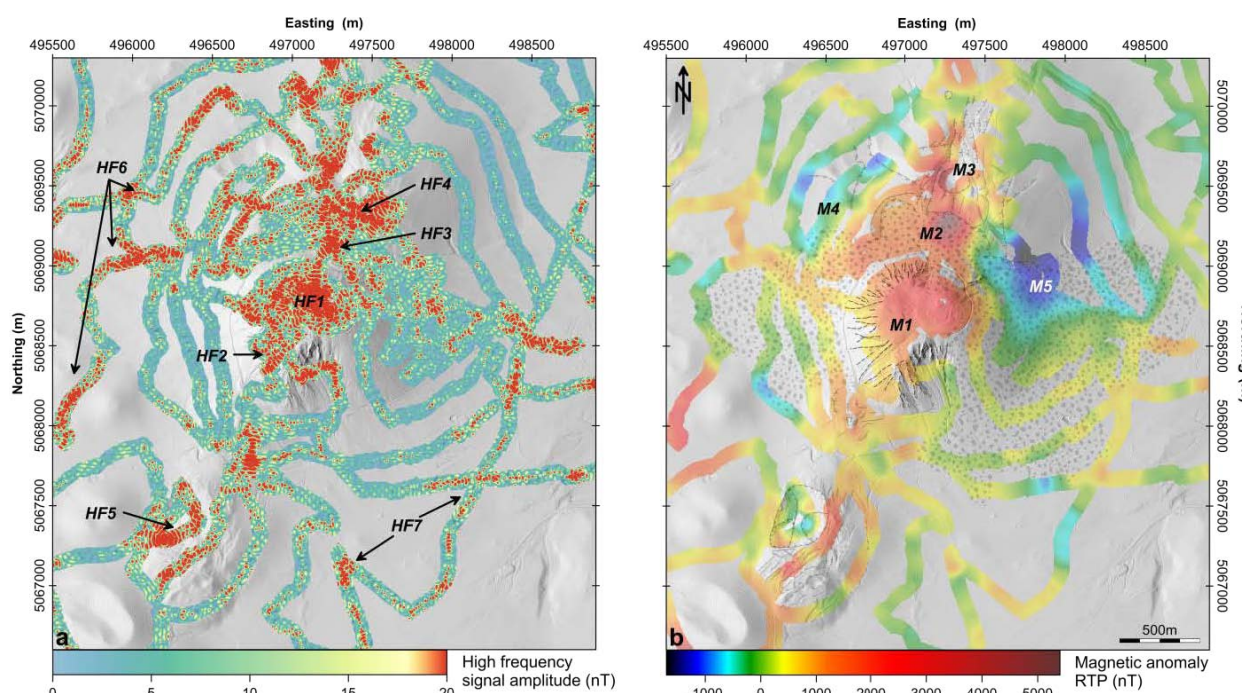 Easting (m)
495500 496000 496500 497000 497500 498000 498500
Northing (m)
5070000
5069500
5069000
5068500
5068000
5067500
5067000
HF6
HF4
HF3
HF1
HF2
HF5
HF7
a
0 5 10 15 20
High frequency
signal amplitude (nT)
Easting (m)
495500 496000 496500 497000 497500 498000 498500
N
M3
M4
M2
M5
M1
5070000
5069500
5069000
5068500
5068000
5067500
5067000
b
500m
0 1000 2000 3000 4000 5000
Magnetic anomaly
RTP (nT)